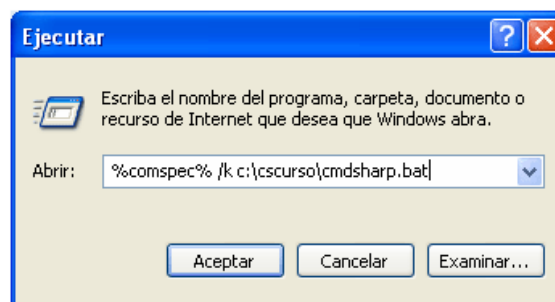 Ejecutar
Escriba el nombre del programa, carpeta, documento o
recurso de Internet que desea que Windows abra.
Abrir: %comspec% /k c:\cscurso\cmdsharp.bat
Aceptar Cancelar Examinar...